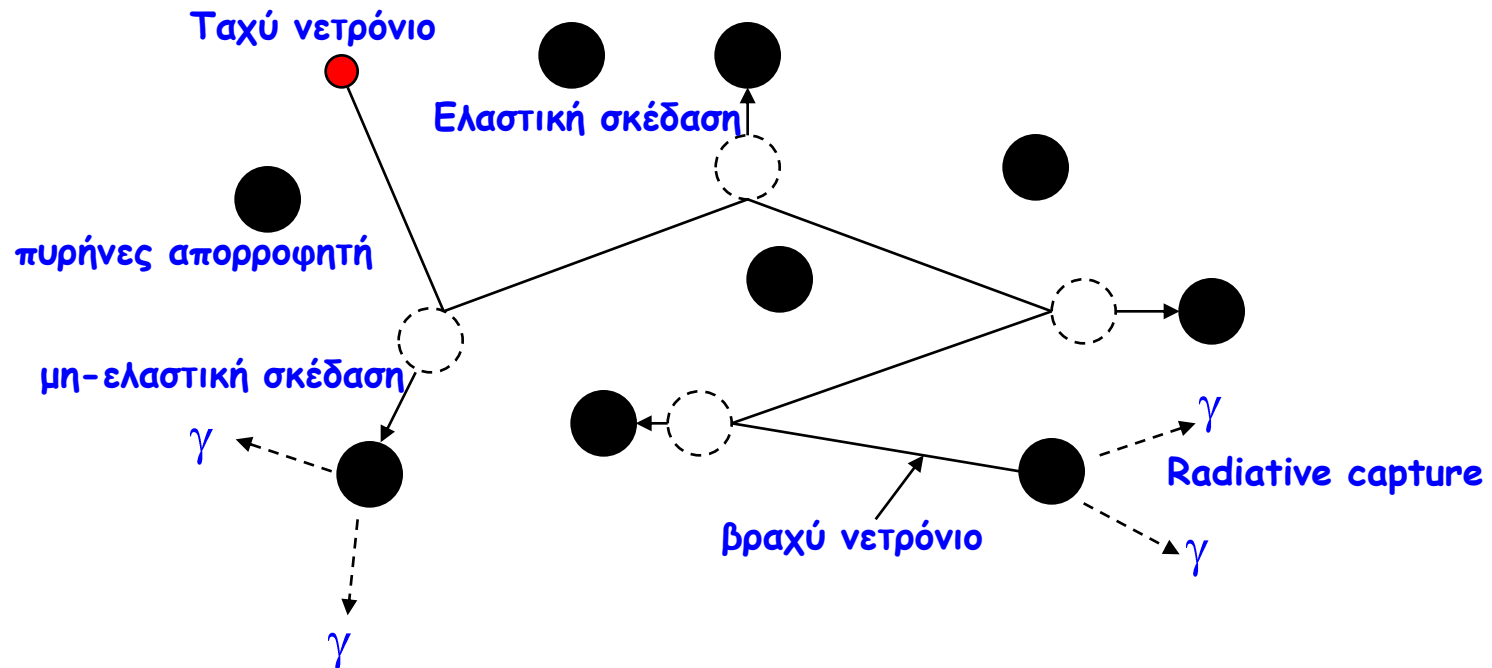 Ταχύ νετρόνιο
Ελαστική σκέδαση
πυρήνες απορροφητή
μη-ελαστική σκέδαση
γ
γ
Radiative capture
βραχύ νετρόνιο
γ
γ